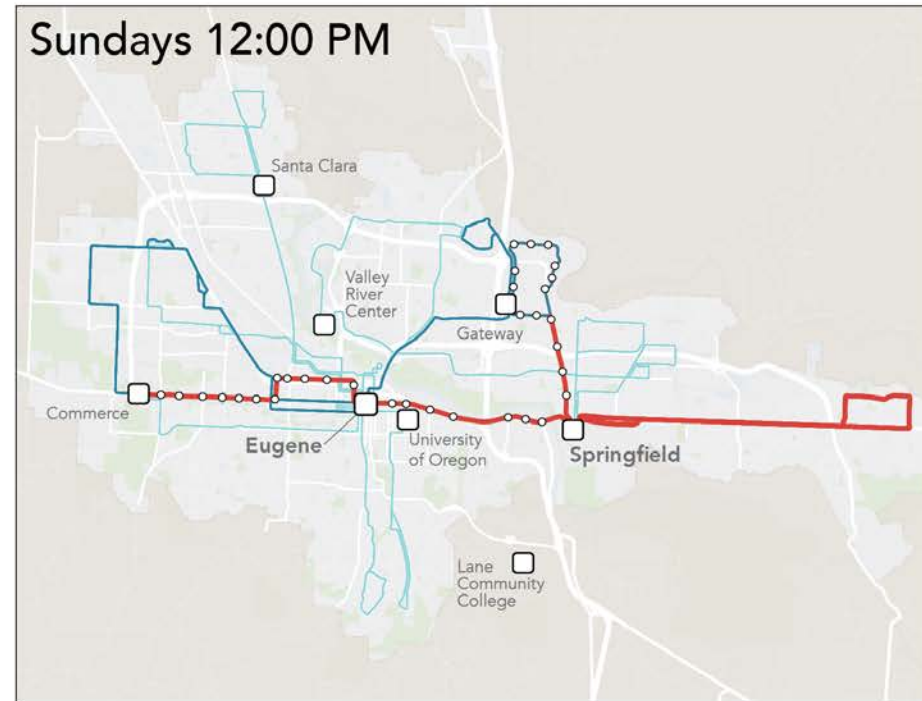 Sundays 12:00 PM
Santa Clara
Valley
River
Center
Gateway
Commerce
Eugene
University
of Oregon
Springfield
Lane
Community
College